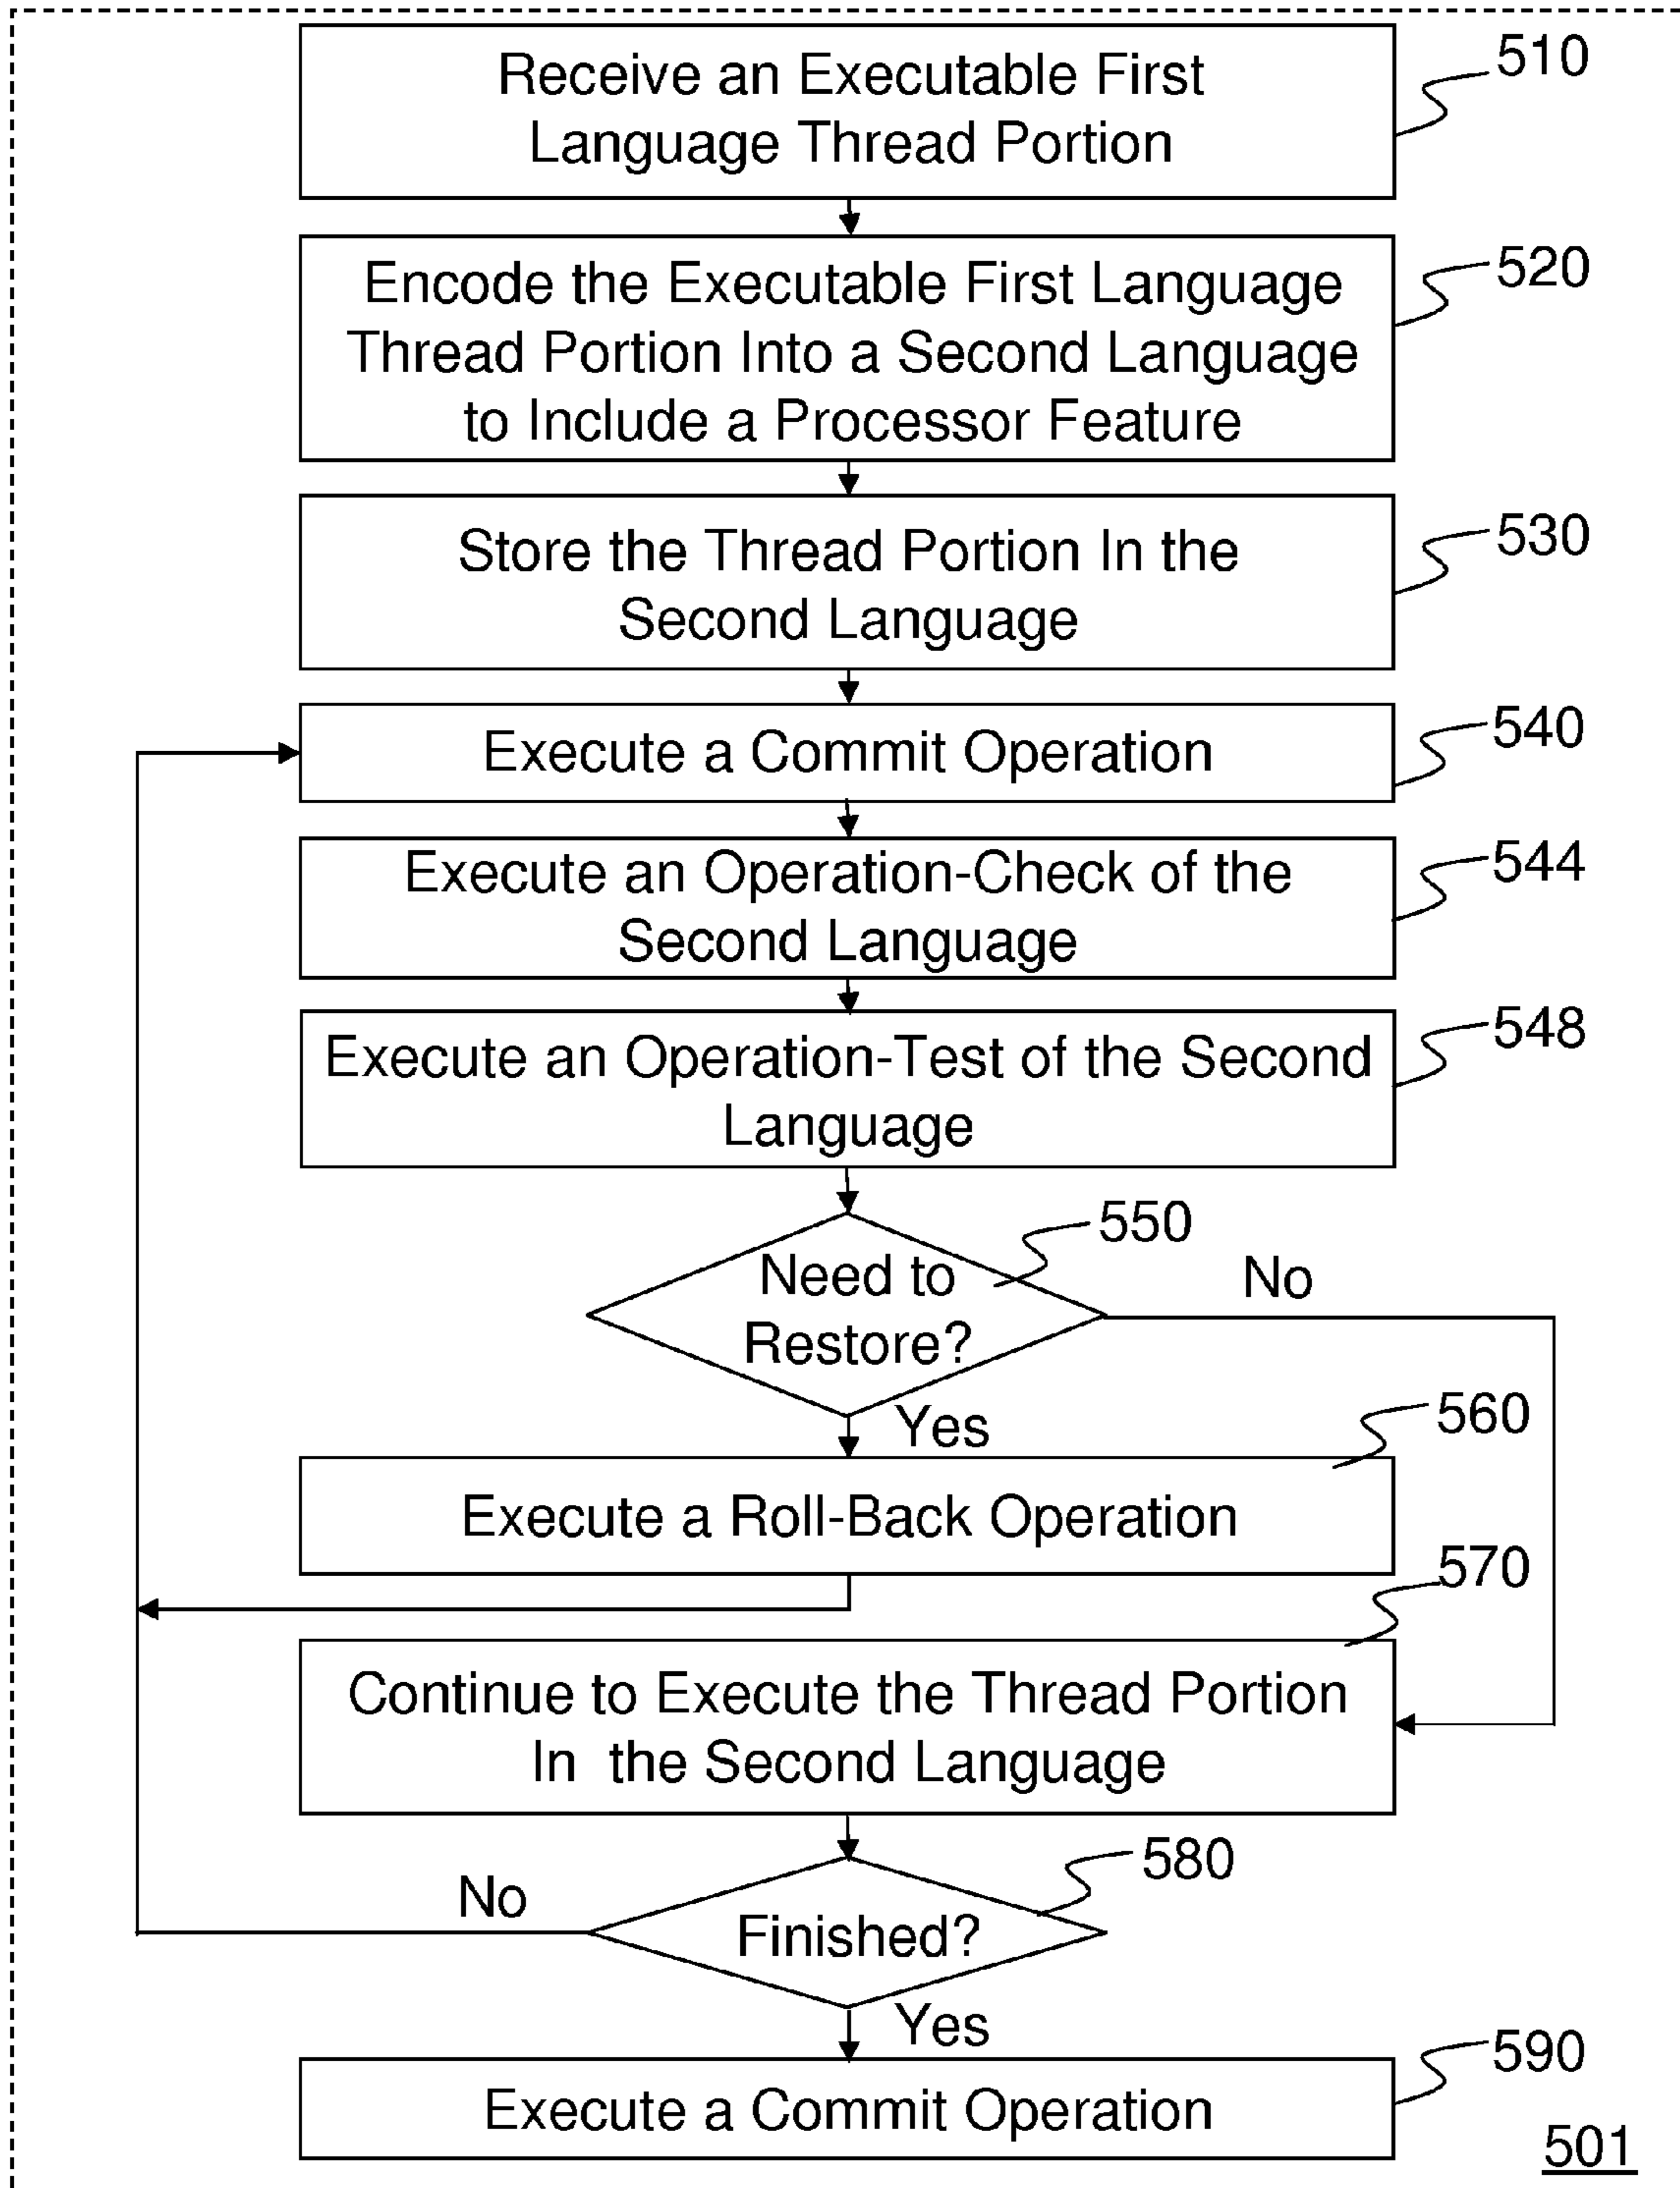 Receive an Executable First
Language Thread Portion
510
Encode the Executable First Language
Thread Portion Into a Second Language
to Include a Processor Feature
520
Store the Thread Portion In the
Second Language
530
Execute a Commit Operation
540
Execute an Operation-Check of the
Second Language
544
Execute an Operation-Test of the Second
Language
548
Need to
Restore?
550
No
Yes
560
Execute a Roll-Back Operation
570
Continue to Execute the Thread Portion
In the Second Language
580
No
Finished?
Yes
590
Execute a Commit Operation
501